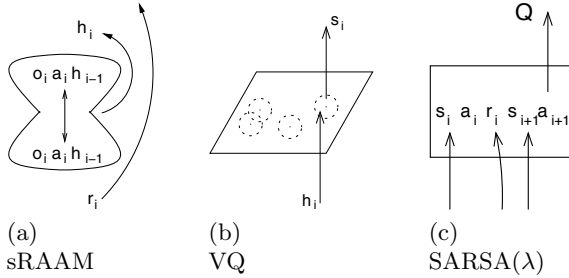 h_i
o_i a_i h_{i-1}
o_i a_i h_{i-1}
r_i
(a)
sRAAM
s_i
h_i
(b)
VQ
Q
s_i a_i r_i s_{i+1} a_{i+1}
(c)
SARSA(λ)